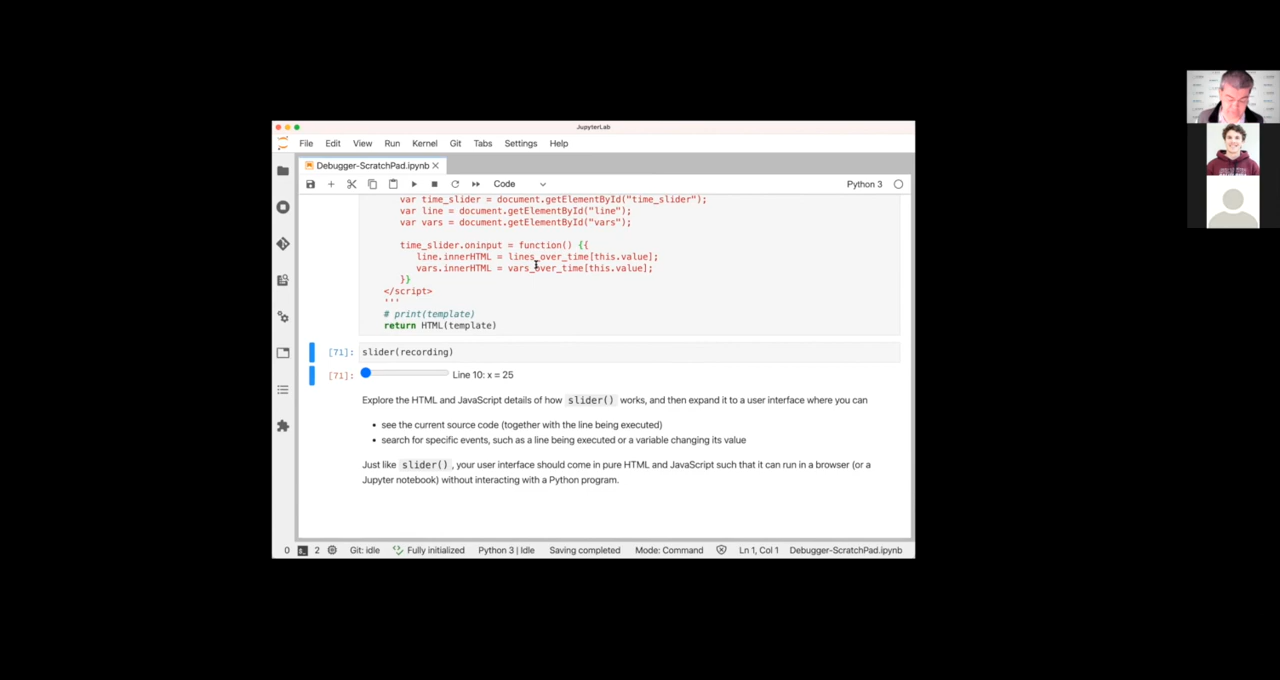 JupyterLab
File Edit View Run Kernel Git Tabs Settings Help
Debugger-ScratchPad.ipynb
Code Python 3
var time_slider = document.getElementById("time_slider");
var line = document.getElementById("line");
var vars = document.getElementById("vars");
time_slider.oninput = function() {{
line.innerHTML = lines_over_time[this.value];
vars.innerHTML = vars_over_time[this.value];
}}
</script>
'''
# print(template)
return HTML(template)
[71]: slider(recording)
[71]: Line 10: x = 25
Explore the HTML and JavaScript details of how slider() works, and then expand it to a user interface where you can
• see the current source code (together with the line being executed)
• search for specific events, such as a line being executed or a variable changing its value
Just like slider(), your user interface should come in pure HTML and JavaScript such that it can run in a browser (or a
Jupyter notebook) without interacting with a Python program.
0 2 Git: idle Fully initialized Python 3 | Idle Saving completed Mode: Command Ln 1, Col 1 Debugger-ScratchPad.ipynb